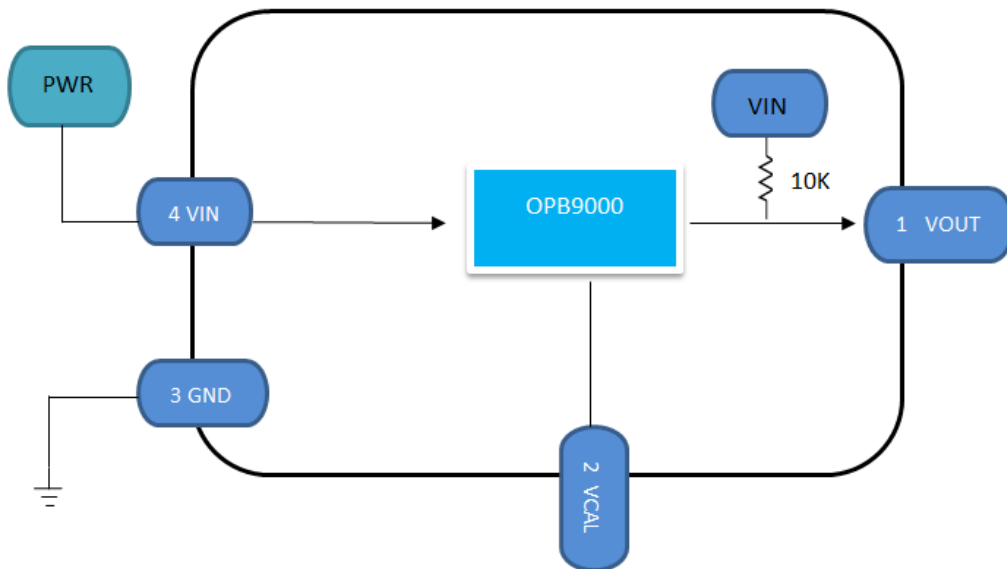 PWR
VIN
10K
4 VIN
OPB9000
1 VOUT
3 GND
2 VCAL